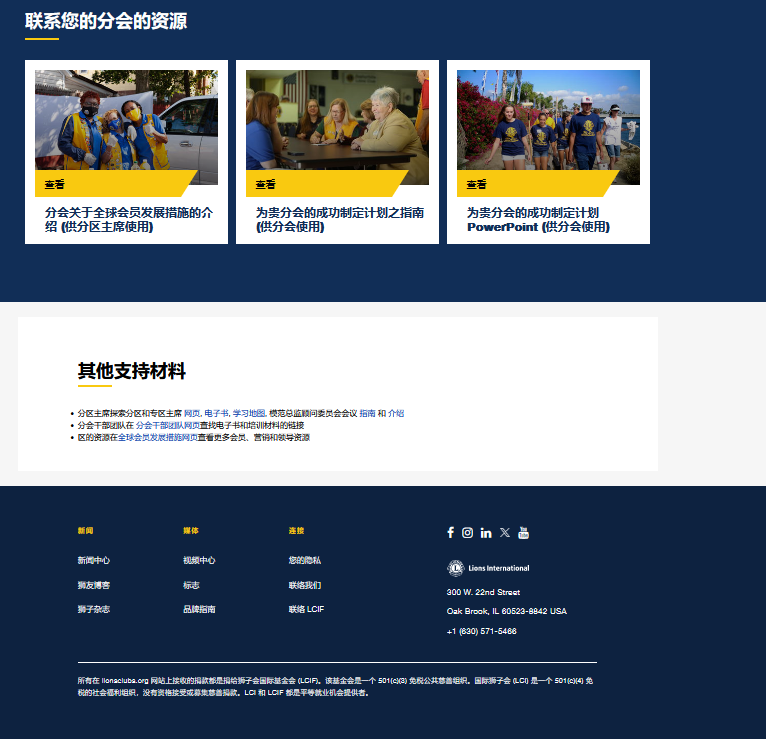 联系您的分会的资源
查看
分会关于全球会员发展措施的介
绍 (供分区主席使用)
查看
为贵分会的成功制定计划之指南
(供分会使用)
查看
为贵分会的成功制定计划
PowerPoint (供分会使用)
其他支持材料
• 分区主席探索分区和专区主席 网页, 电子书, 学习地图, 模范总监顾问委员会会议 指南 和 介绍
• 分会干部团队在 分会干部团队网页查找电子书和培训材料的链接
• 区的资源在全球会员发展措施网页查看更多会员、营销和领导资源
新闻
新闻中心
狮友博客
狮子杂志
媒体
视频中心
标志
品牌指南
连接
您的隐私
联络我们
联络 LCIF
Lions International
300 W. 22nd Street
Oak Brook, IL 60523-8842 USA
+1 (630) 571-5466
所有在 lionsclubs.org 网站上接收的捐款都是捐给狮子会国际基金会 (LCIF)。该基金会是一个 501(c)(3) 免税公共慈善组织。国际狮子会 (LCI) 是一个 501(c)(4) 免
税的社会福利组织，没有资格接受或募集慈善捐款。LCI 和 LCIF 都是平等就业机会提供者。